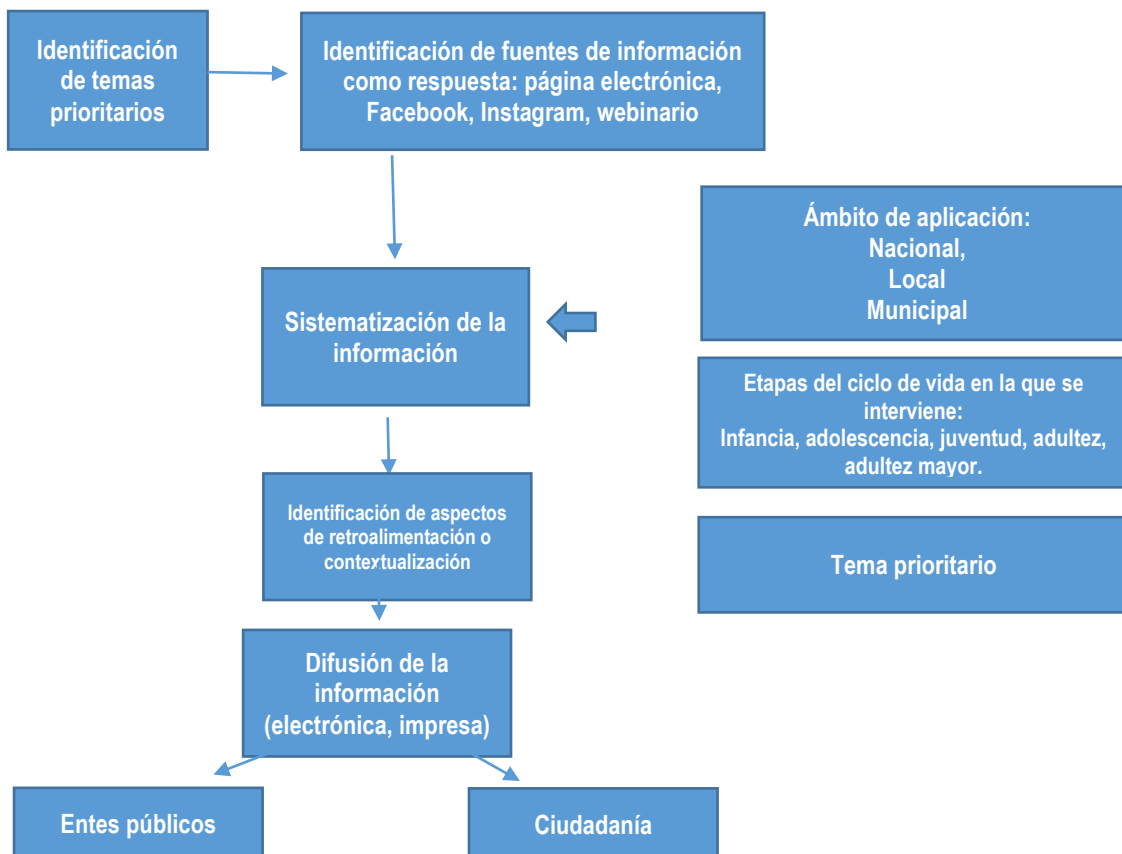 Identificación
de temas
prioritarios
Identificación de fuentes de información
como respuesta: página electrónica,
Facebook, Instagram, webinario
Ámbito de aplicación:
Nacional,
Local
Municipal
Sistematización de la
información
Etapas del ciclo de vida en la que se
interviene:
Infancia, adolescencia, juventud, adultez,
adultez mayor.
Identificación de aspectos
de retroalimentación o
contextualización
Tema prioritario
Difusión de la
información
(electrónica, impresa)
Entes públicos
Ciudadanía